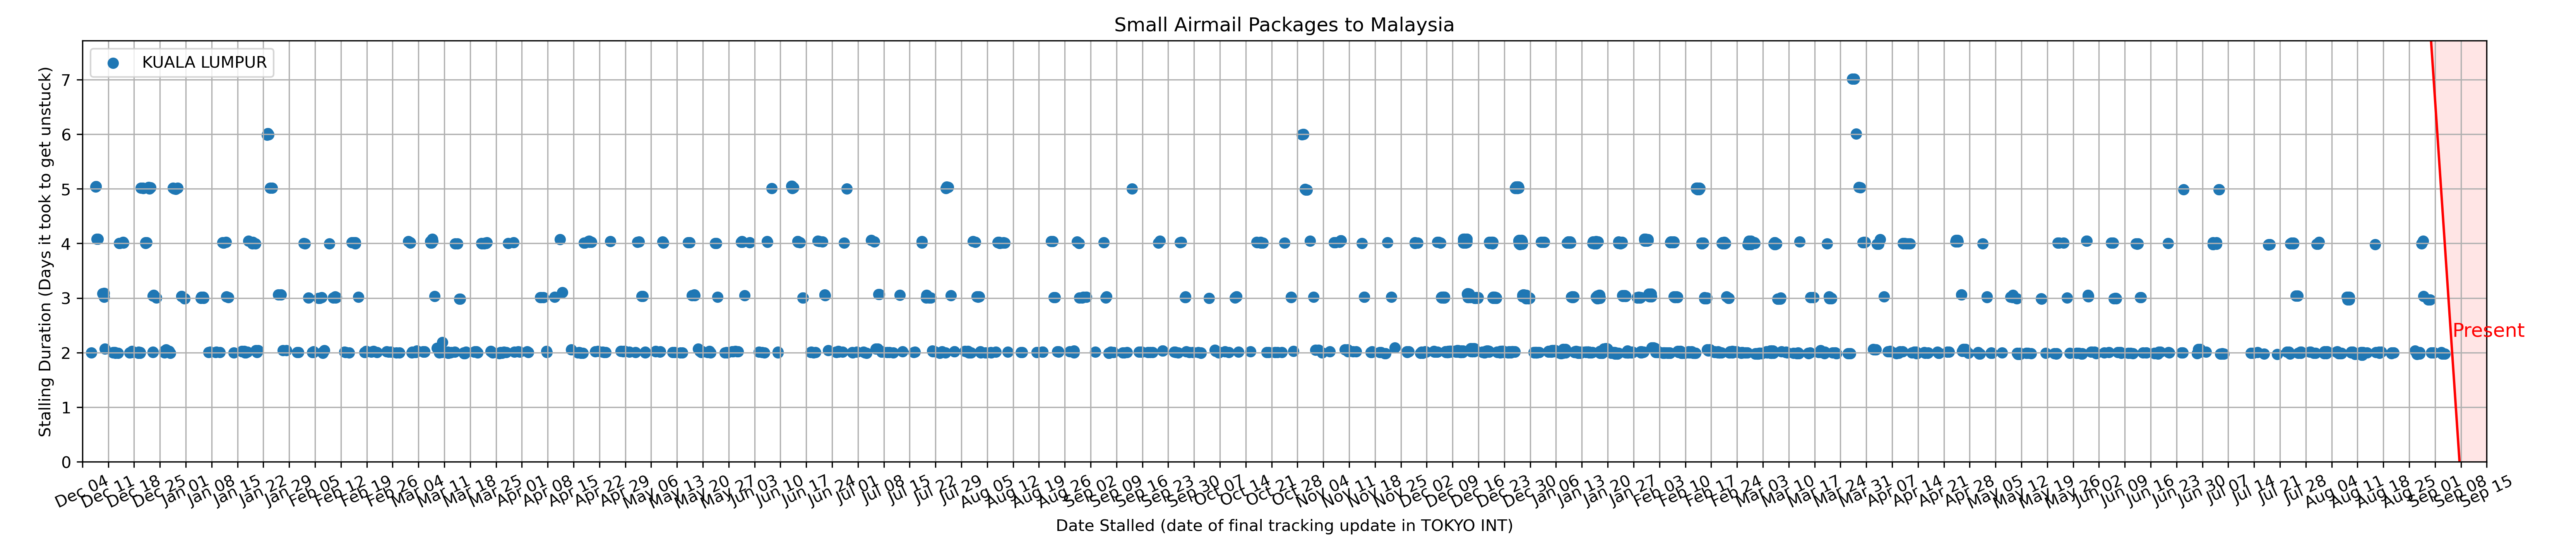 Small Airmail Packages to Malaysia
KUALA LUMPUR
Stalling Duration (Days it took to get unstuck)
7
6
5
4
3
2
1
0
Present
Dec 04 Dec 11 Dec 18 Dec 25 Jan 01 Jan 08 Jan 15 Jan 22 Jan 29 Feb 05 Feb 12 Feb 19 Feb 26 Mar 04 Mar 11 Mar 18 Mar 25 Apr 01 Apr 08 Apr 15 Apr 22 Apr 29 May 06 May 13 May 20 May 27 Jun 03 Jun 10 Jun 17 Jun 24 Jul 01 Jul 08 Jul 15 Jul 22 Jul 29 Aug 05 Aug 12 Aug 19 Aug 26 Sep 02 Sep 09 Sep 16 Sep 23 Sep 30 Oct 07 Oct 14 Oct 21 Oct 28 Nov 04 Nov 11 Nov 18 Nov 25 Dec 02 Dec 09 Dec 16 Dec 23 Dec 30 Jan 06 Jan 13 Jan 20 Jan 27 Feb 03 Feb 10 Feb 17 Feb 24 Mar 03 Mar 10 Mar 17 Mar 24 Mar 31 Apr 07 Apr 14 Apr 21 Apr 28 May 05 May 12 May 19 May 26 Jun 02 Jun 09 Jun 16 Jun 23 Jun 30 Jul 07 Jul 14 Jul 21 Jul 28 Aug 04 Aug 11 Aug 18 Aug 25 Sep 01 Sep 08 Sep 15
Date Stalled (date of final tracking update in TOKYO INT)